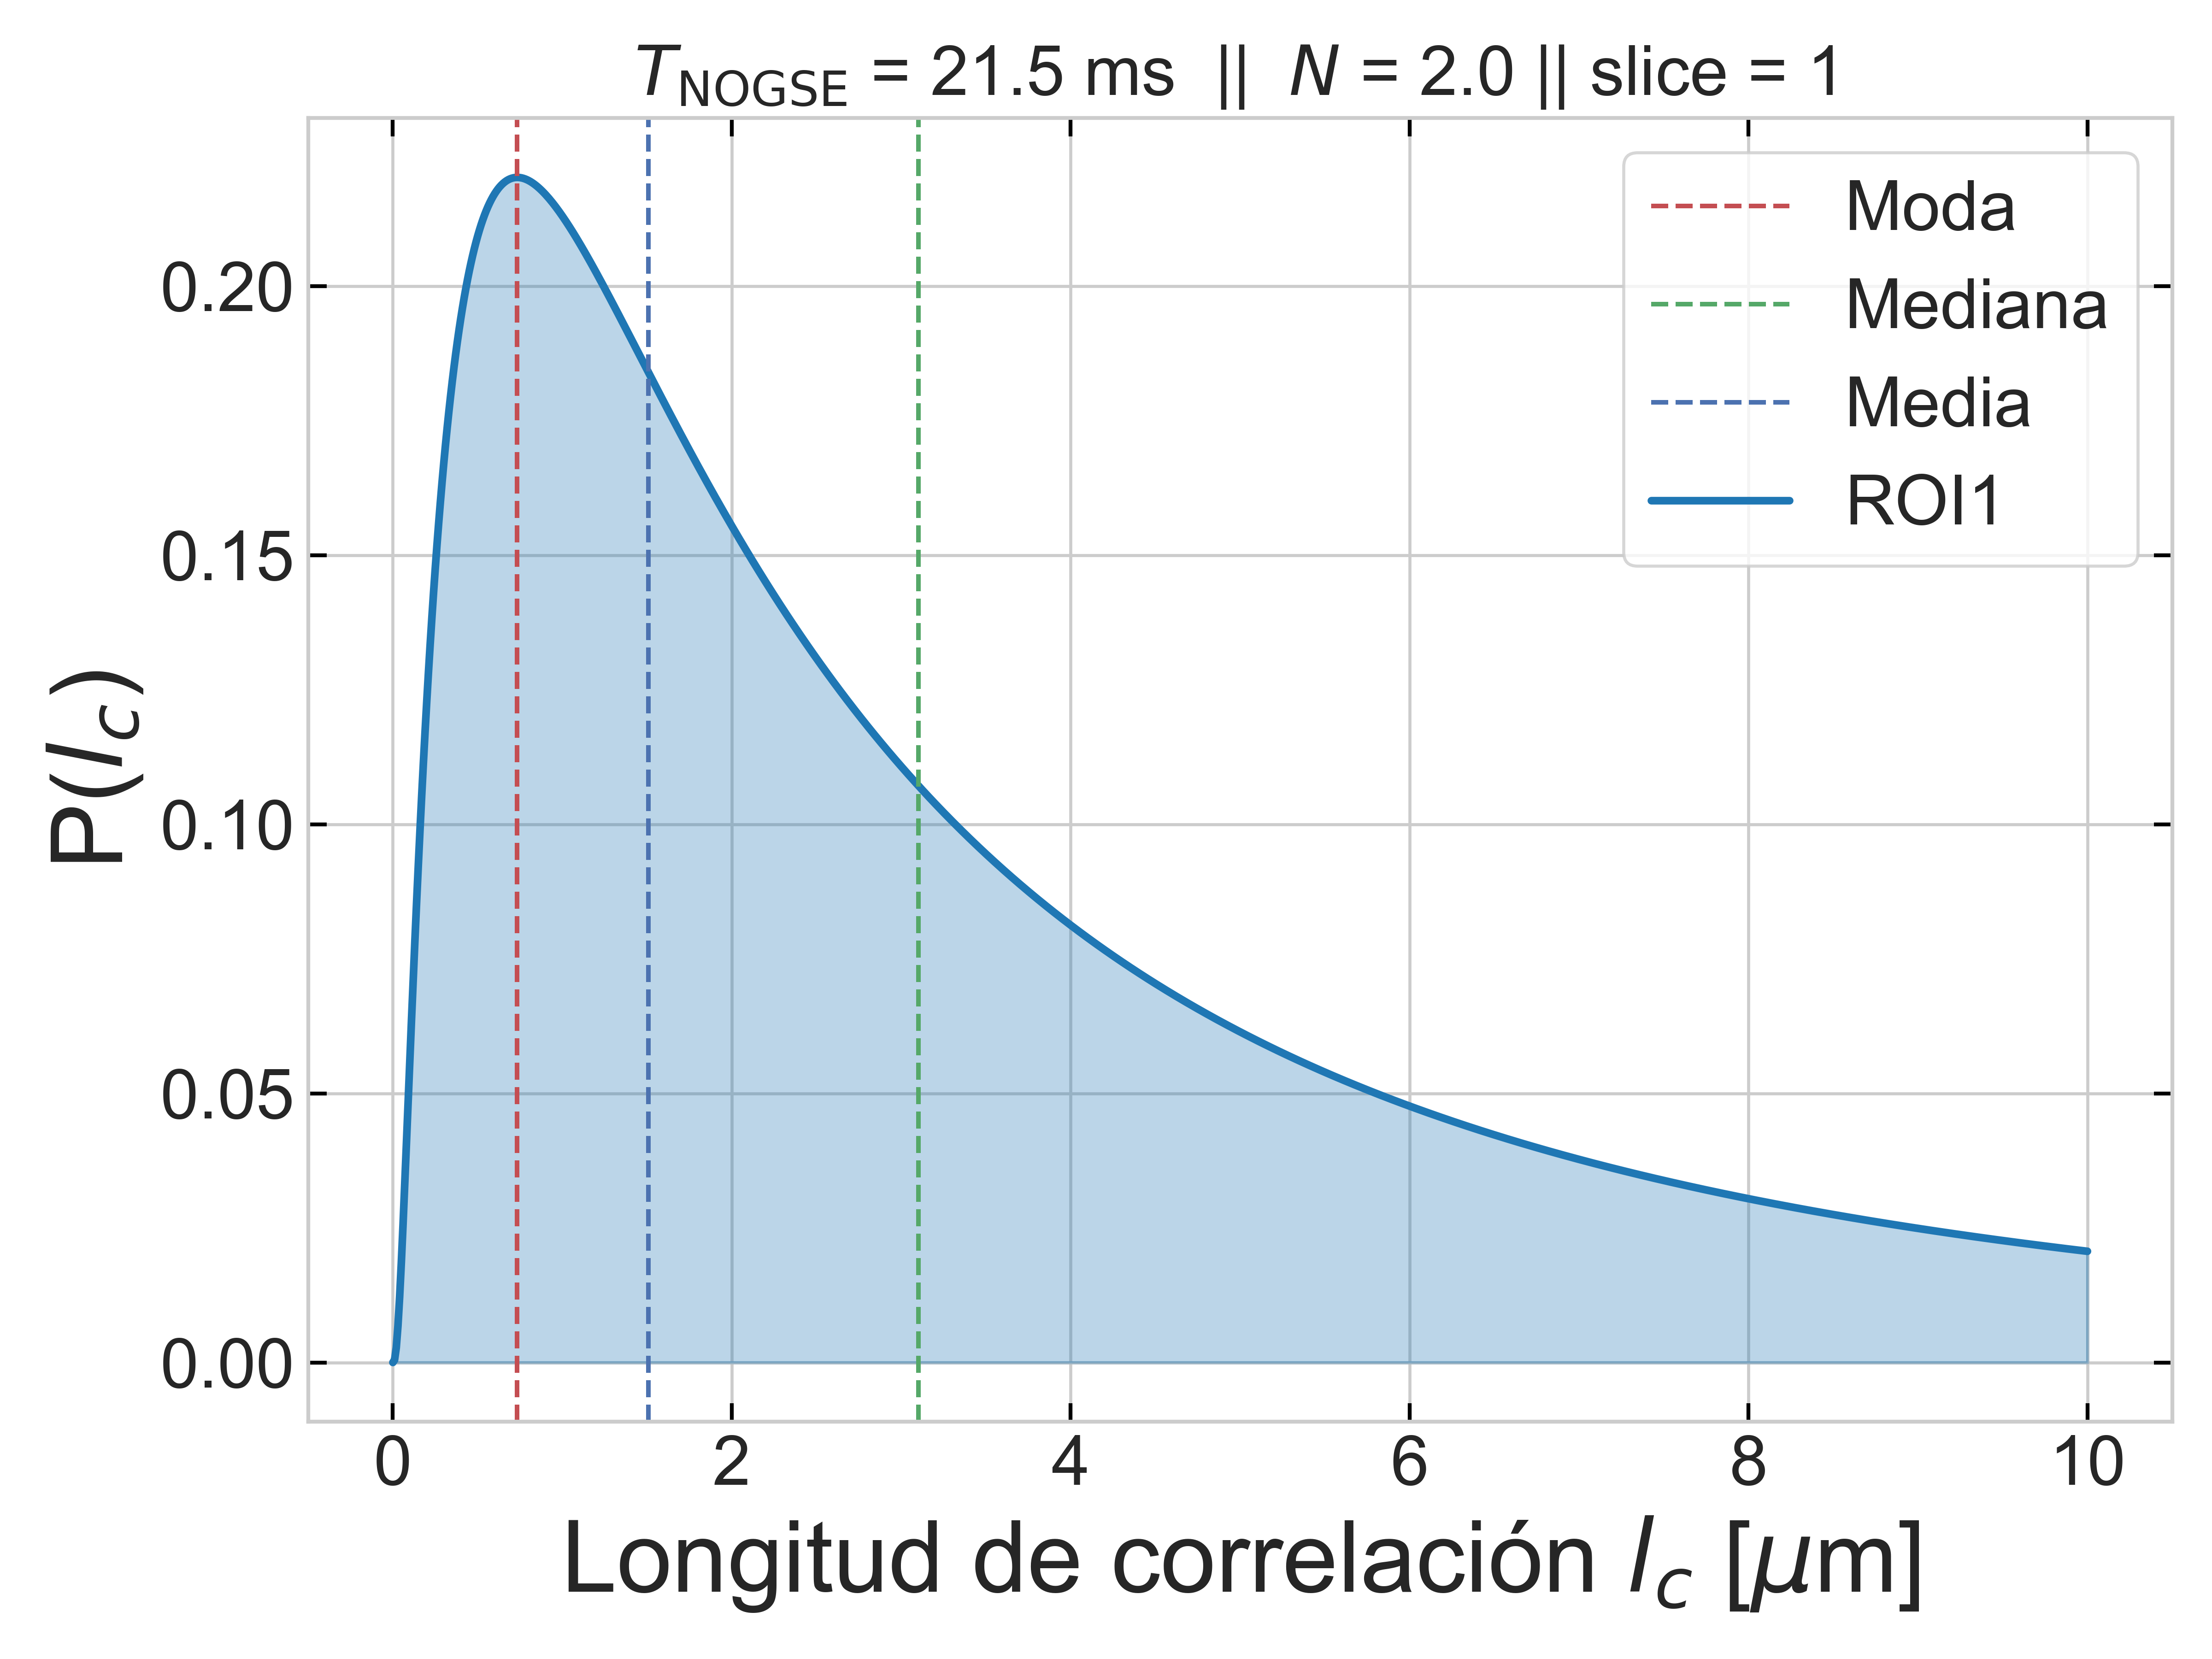 T_NOGSE = 21.5 ms || N = 2.0 || slice = 1
Moda
Mediana
Media
ROI1
P(l_c)
0.20
0.15
0.10
0.05
0.00
0 2 4 6 8 10
Longitud de correlación l_c [μm]